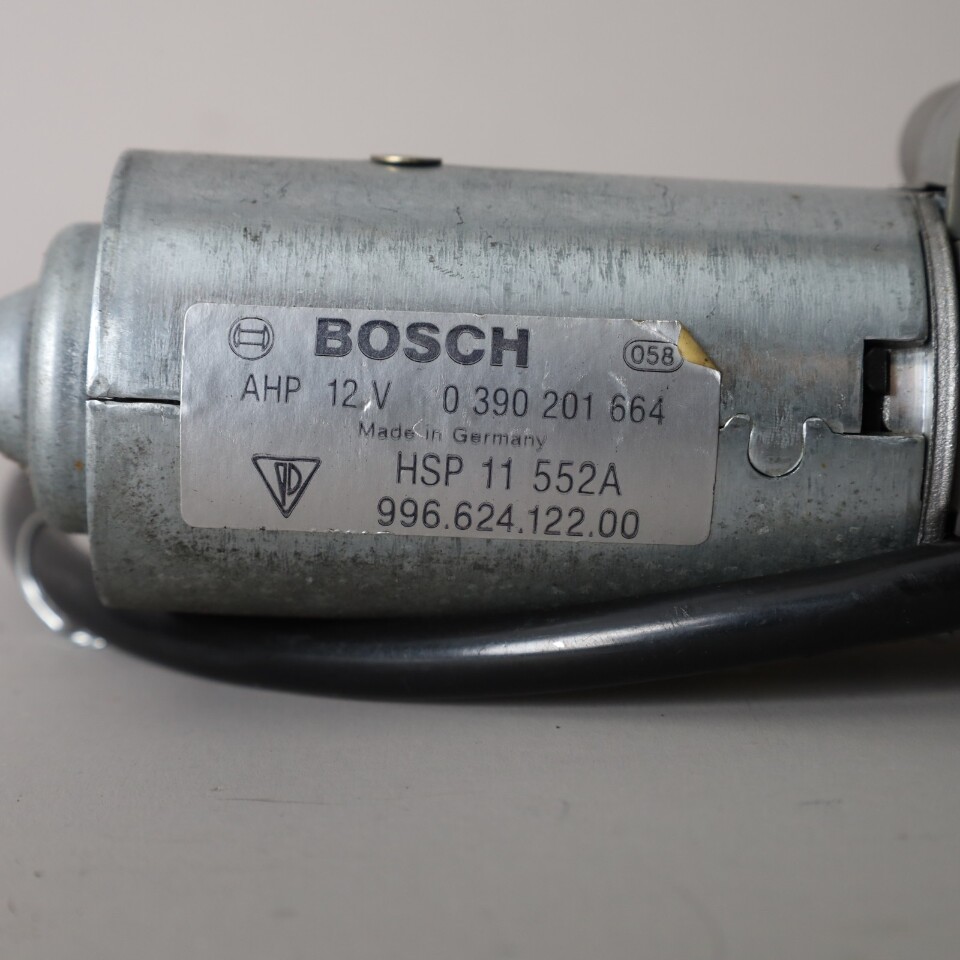 BOSCH 058
AHP 12 V 0 390 201 664
Made in Germany
HSP 11 552A
996.624.122.00